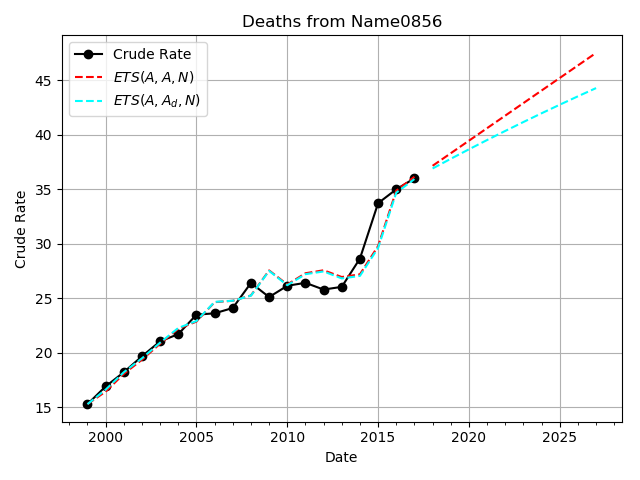 Deaths from Name0856
Crude Rate
ETS(A, A, N)
ETS(A, A_d, N)
45
40
35
30
25
20
15
Crude Rate
2000 2005 2010 2015 2020 2025
Date